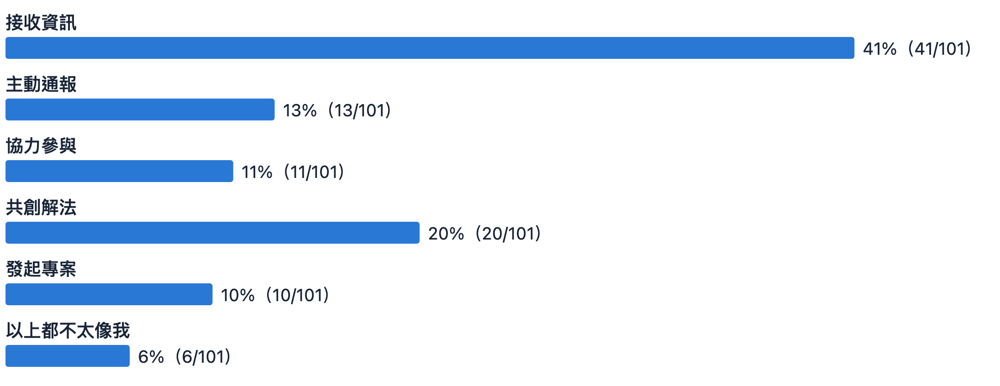 接收資訊
41%（41/101）
主動通報
13%（13/101）
協力參與
11%（11/101）
共創解法
20%（20/101）
發起專案
10%（10/101）
以上都不太像我
6%（6/101）